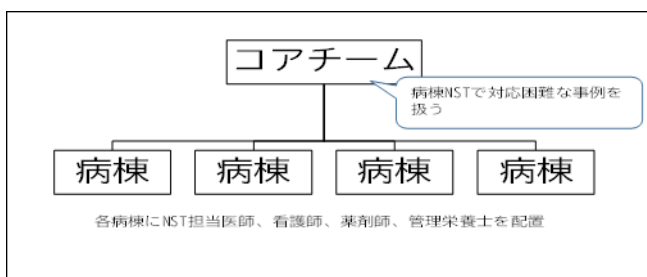 コアチーム
病棟NSTで対応困難な事例を
扱う
病棟 病棟 病棟 病棟
各病棟にNST担当医師、看護師、薬剤師、管理栄養士を配置